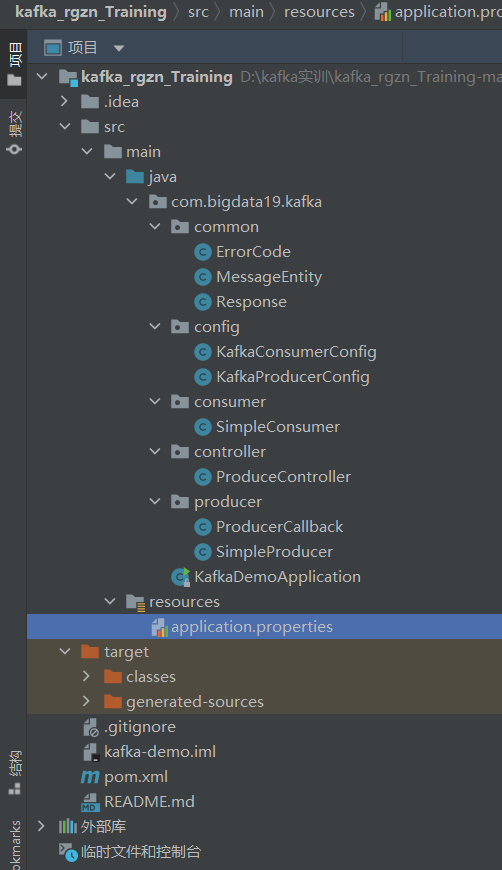 kafka_rgzn_Training 〉 src 〉 main 〉 resources 〉 application.pro
项目
项目
提交
kafka_rgzn_Training D:\kafka实训\kafka_rgzn_Training-ma
.idea
src
main
java
com.bigdata19.kafka
common
ErrorCode
MessageEntity
Response
config
KafkaConsumerConfig
KafkaProducerConfig
consumer
SimpleConsumer
controller
ProduceController
producer
ProducerCallback
SimpleProducer
KafkaDemoApplication
resources
application.properties
target
classes
generated-sources
.gitignore
kafka-demo.iml
pom.xml
README.md
外部库
临时文件和控制台
结构
okmarks